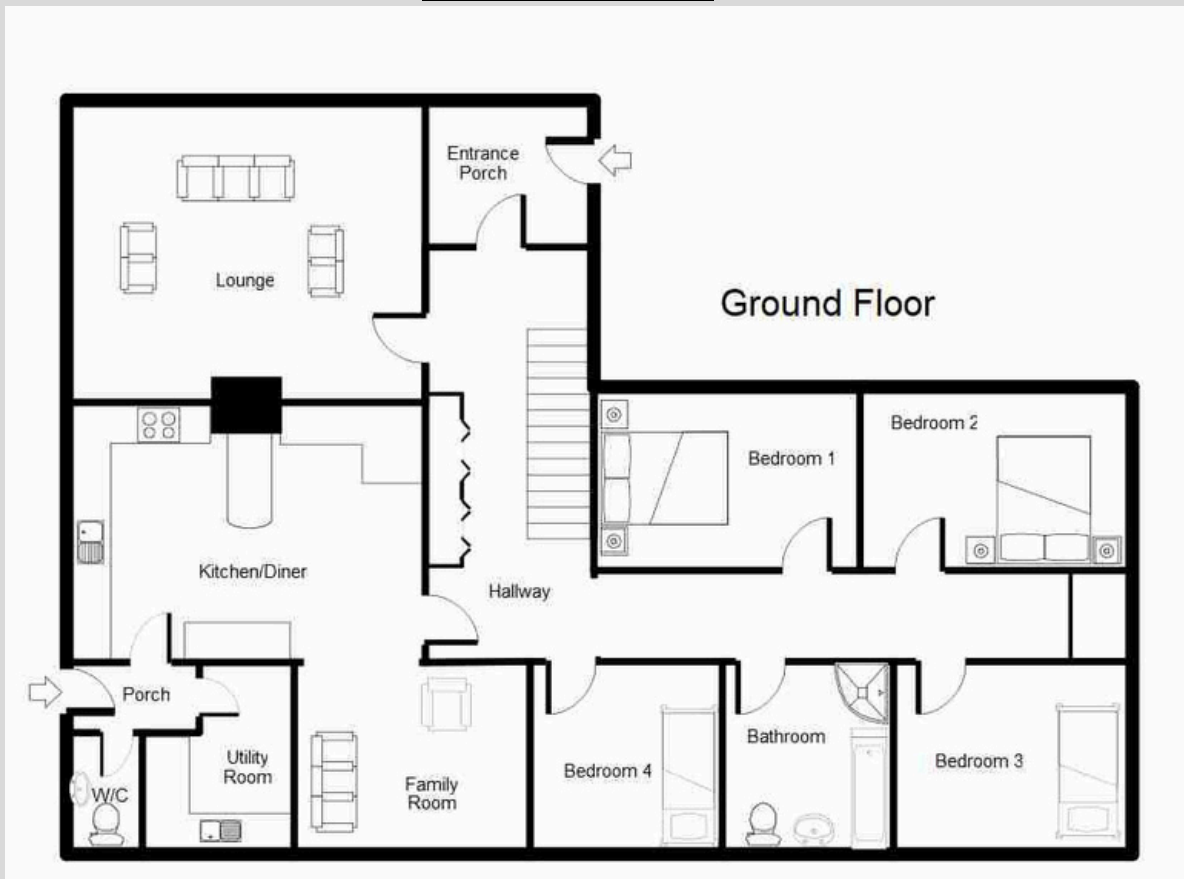 Entrance
Porch
Lounge
Ground Floor
Bedroom 2
Bedroom 1
Kitchen/Diner
Hallway
Porch
Utility
Room
Bathroom
Bedroom 3
Bedroom 4
Family
Room
W/C